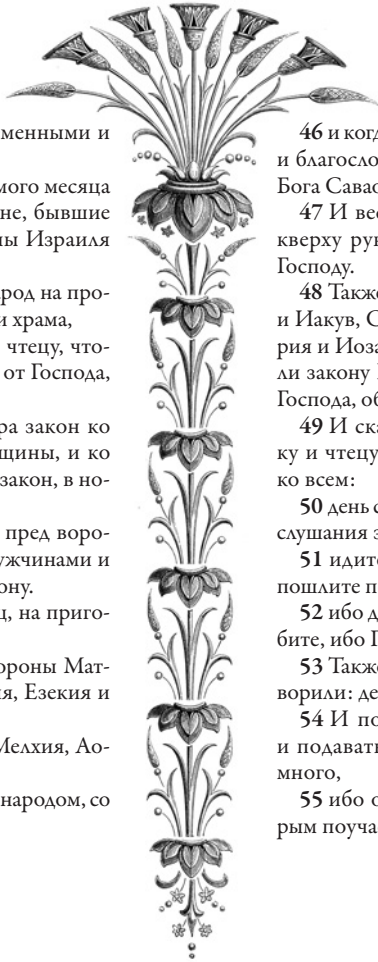 менными и
мого месяца
не, бывшие
ны Израиля
арод на про-
и храма,
чтецу, что-
от Господа,
ра закон ко
щины, и ко
закон, в но-
пред воро-
ужчинами и
ону.
ц, на приго-
ороны Мат-
ия, Езекия и
Мелхия, Ао-
народом, со
46 и когд
и благосло
Бога Савао
47 И вес
кверху рук
Господу.
48 Также
и Иакув, С
рия и Иоза
ли закону
Господа, об
49 И ска
ку и чтецу
ко всем:
50 день с
слушания з
51 идите
пошлите п
52 ибо д
бите, ибо Г
53 Также
ворили: де
54 И по
и подавать
много,
55 ибо о
рым поуча